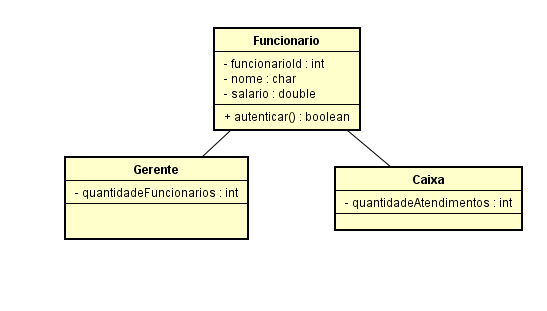 Funcionario
- funcionarioId : int
- nome : char
- salario : double
+ autenticar() : boolean
Gerente
- quantidadeFuncionarios : int
Caixa
- quantidadeAtendimentos : int